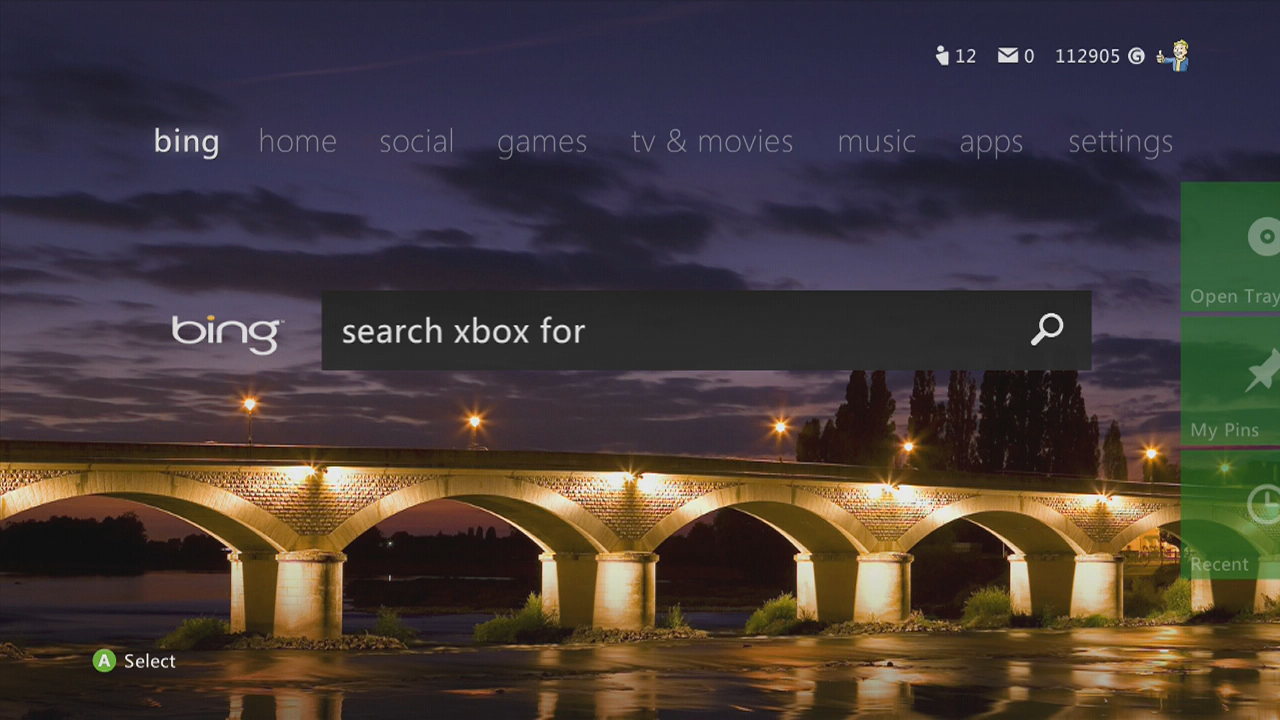 12 0 112905 G
bing home social games tv & movies music apps settings
Open Tray
bing
search xbox for
My Pins
Recent
A Select